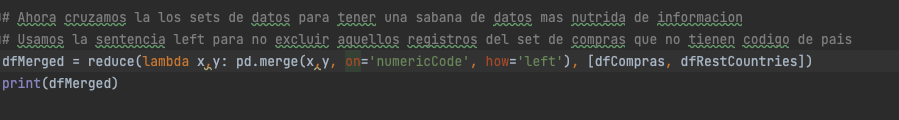 # Ahora cruzamos la los sets de datos para tener una sabana de datos mas nutrida de informacion
# Usamos la sentencia left para no excluir aquellos registros del set de compras que no tienen codigo de pais
dfMerged = reduce(lambda x,y: pd.merge(x,y, on='numericCode', how='left'), [dfCompras, dfRestCountries])
print(dfMerged)